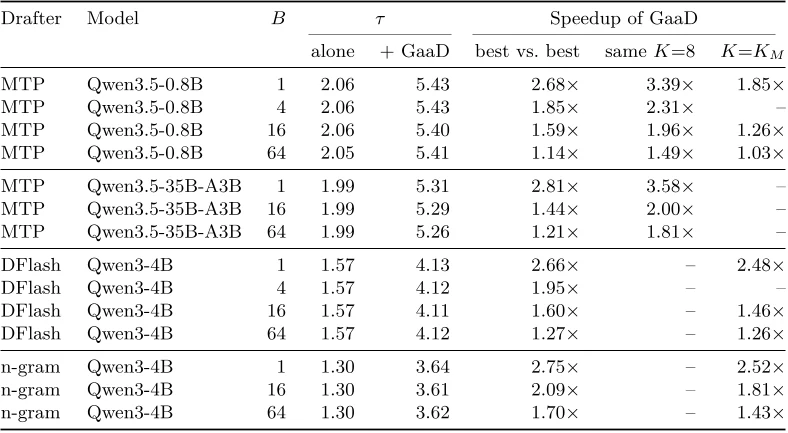 Drafter Model B τ Speedup of GaaD
alone + GaaD best vs. best same K=8 K=K_M
MTP Qwen3.5-0.8B 1 2.06 5.43 2.68× 3.39× 1.85×
MTP Qwen3.5-0.8B 4 2.06 5.43 1.85× 2.31× –
MTP Qwen3.5-0.8B 16 2.06 5.40 1.59× 1.96× 1.26×
MTP Qwen3.5-0.8B 64 2.05 5.41 1.14× 1.49× 1.03×
MTP Qwen3.5-35B-A3B 1 1.99 5.31 2.81× 3.58× –
MTP Qwen3.5-35B-A3B 16 1.99 5.29 1.44× 2.00× –
MTP Qwen3.5-35B-A3B 64 1.99 5.26 1.21× 1.81× –
DFlash Qwen3-4B 1 1.57 4.13 2.66× – 2.48×
DFlash Qwen3-4B 4 1.57 4.12 1.95× – –
DFlash Qwen3-4B 16 1.57 4.11 1.60× – 1.46×
DFlash Qwen3-4B 64 1.57 4.12 1.27× – 1.26×
n-gram Qwen3-4B 1 1.30 3.64 2.75× – 2.52×
n-gram Qwen3-4B 16 1.30 3.61 2.09× – 1.81×
n-gram Qwen3-4B 64 1.30 3.62 1.70× – 1.43×